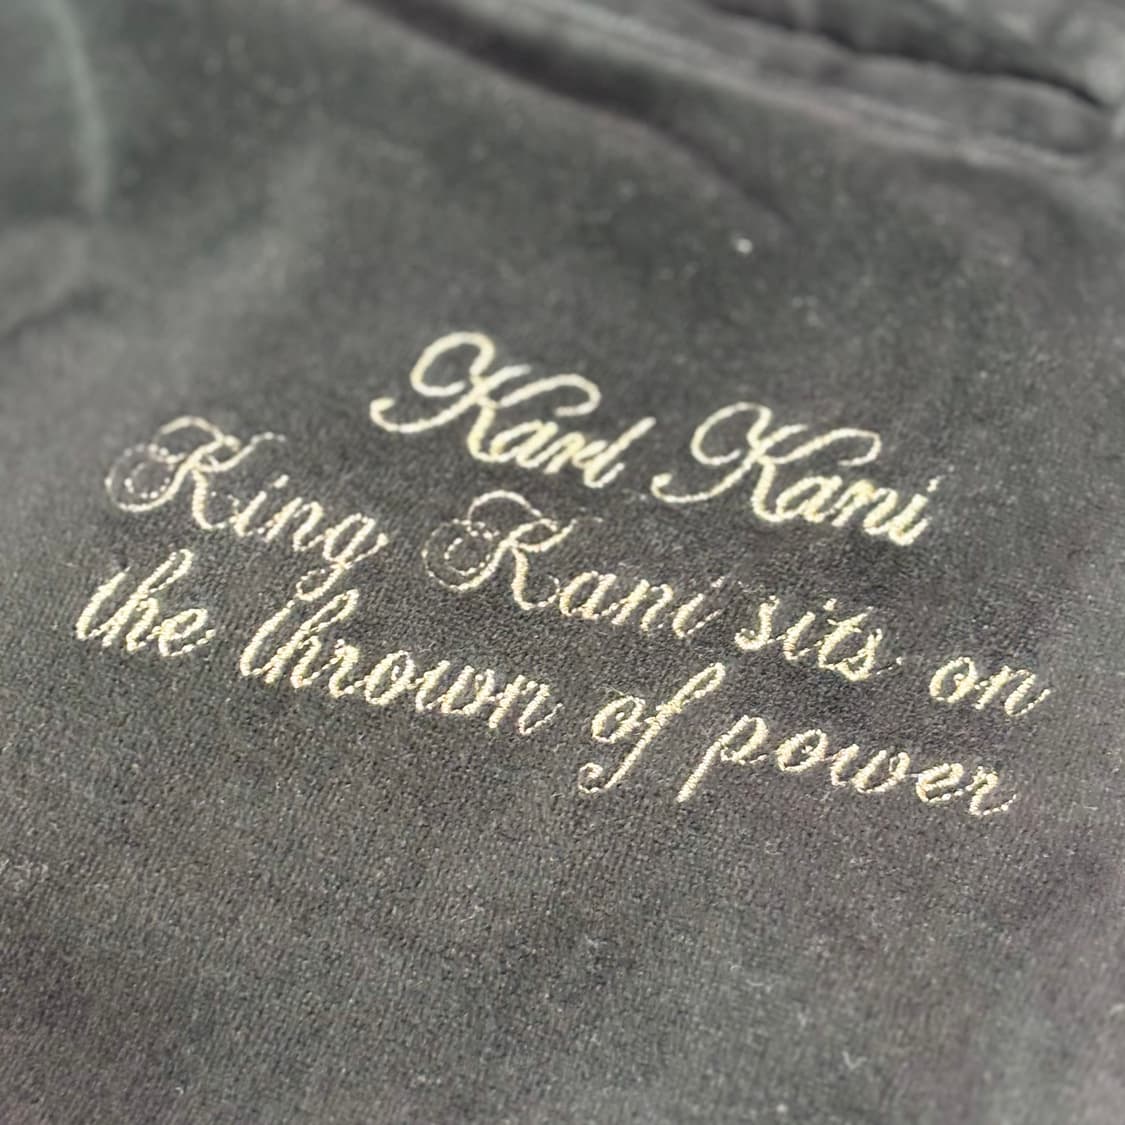 Karl Kani
King Kani sits on
the thrown of power